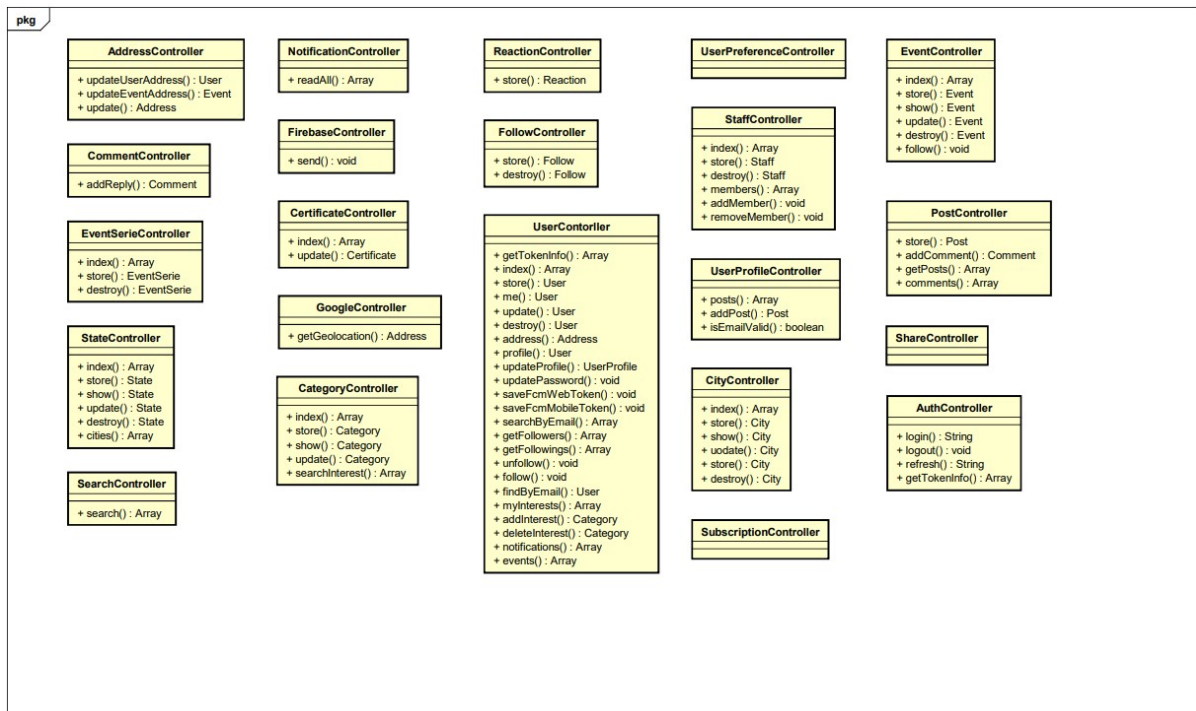 pkg
AddressController
+ updateUserAddress() : User
+ updateEventAddress() : Event
+ update() : Address
CommentController
+ addReply() : Comment
EventSerieController
+ index() : Array
+ store() : EventSerie
+ destroy() : EventSerie
StateController
+ index() : Array
+ store() : State
+ show() : State
+ update() : State
+ destroy() : State
+ cities() : Array
SearchController
+ search() : Array
NotificationController
+ readAll() : Array
FirebaseController
+ send() : void
CertificateController
+ index() : Array
+ update() : Certificate
GoogleController
+ getGeolocation() : Address
CategoryController
+ index() : Array
+ store() : Category
+ show() : Category
+ update() : Category
+ searchInterest() : Array
ReactionController
+ store() : Reaction
FollowController
+ store() : Follow
+ destroy() : Follow
UserContorller
+ getTokenInfo() : Array
+ index() : Array
+ store() : User
+ me() : User
+ update() : User
+ destroy() : User
+ address() : Address
+ profile() : User
+ updateProfile() : UserProfile
+ updatePassword() : void
+ saveFcmWebToken() : void
+ saveFcmMobileToken() : void
+ searchByEmail() : Array
+ getFollowers() : Array
+ getFollowings() : Array
+ unfollow() : void
+ follow() : void
+ findByEmail() : User
+ myInterests() : Array
+ addInterest() : Category
+ deleteInterest() : Category
+ notifications() : Array
+ events() : Array
UserPreferenceController
StaffController
+ index() : Array
+ store() : Staff
+ destroy() : Staff
+ members() : Array
+ addMember() : void
+ removeMember() : void
UserProfileController
+ posts() : Array
+ addPost() : Post
+ isEmailValid() : boolean
CityController
+ index() : Array
+ store() : City
+ show() : City
+ uodate() : City
+ store() : City
+ destroy() : City
SubscriptionController
EventController
+ index() : Array
+ store() : Event
+ show() : Event
+ update() : Event
+ destroy() : Event
+ follow() : void
PostController
+ store() : Post
+ addComment() : Comment
+ getPosts() : Array
+ comments() : Array
ShareController
AuthController
+ login() : String
+ logout() : void
+ refresh() : String
+ getTokenInfo() : Array